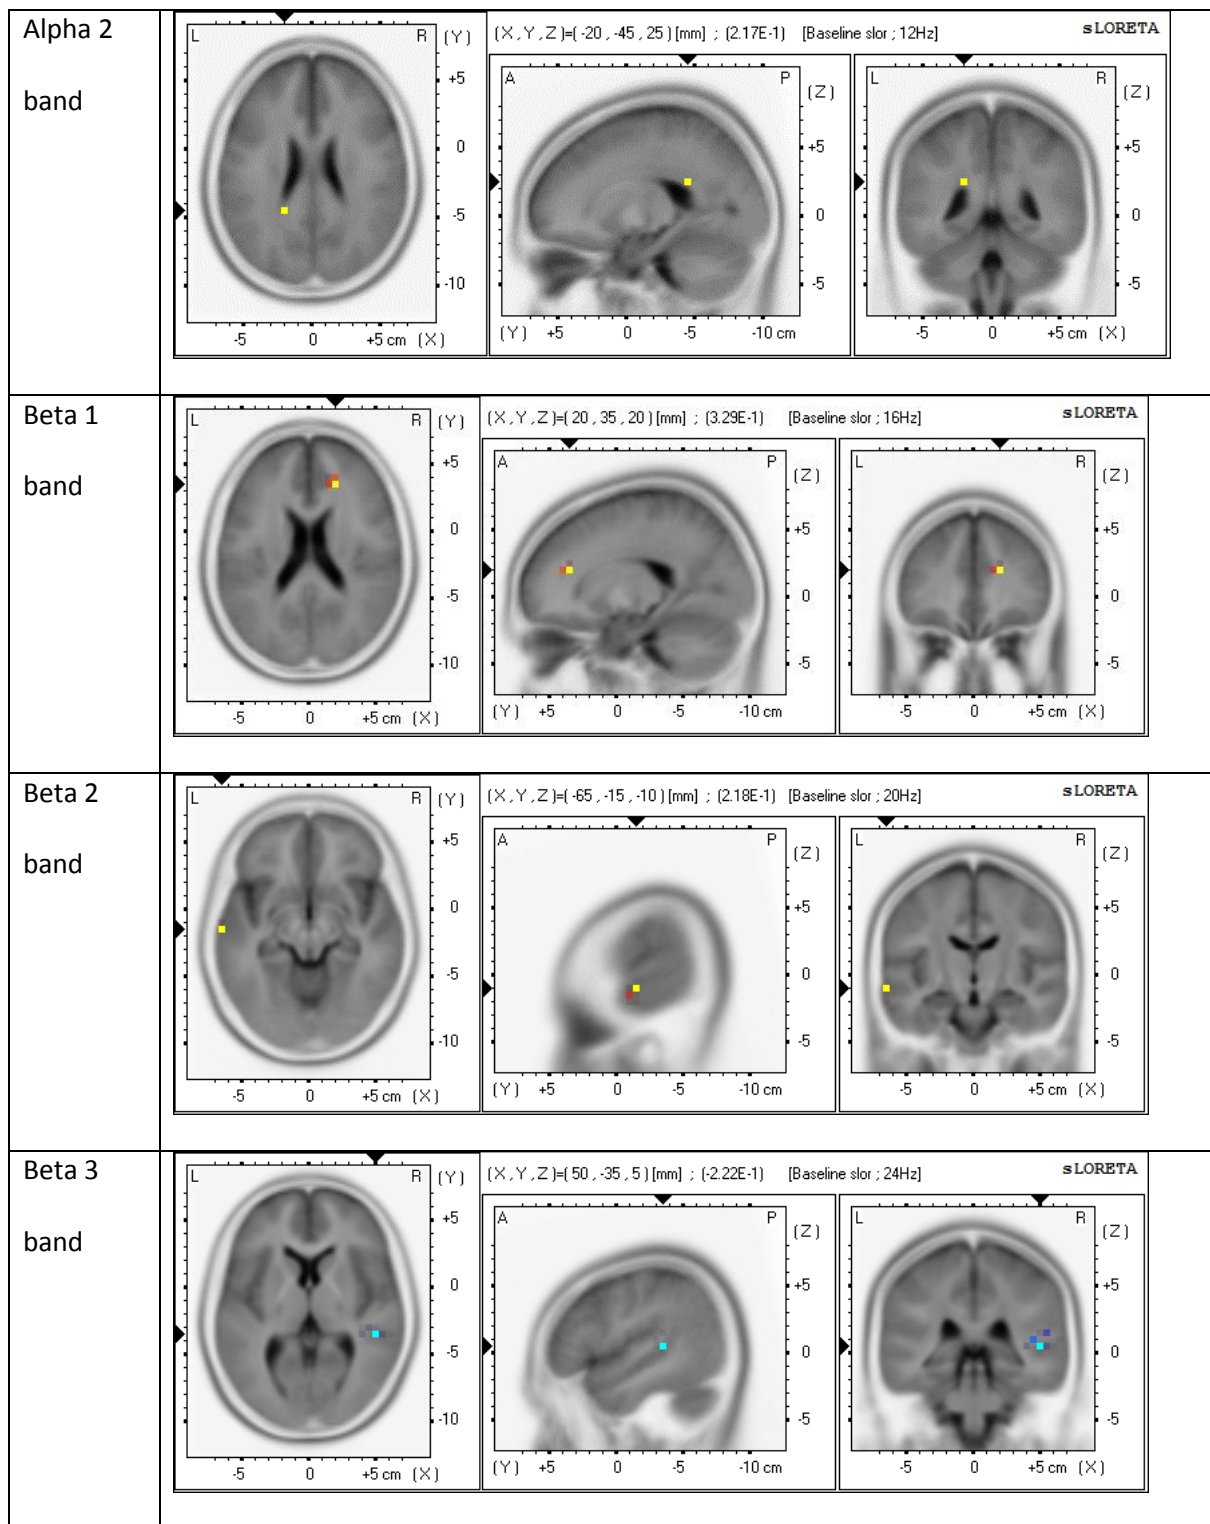 Alpha 2
band
(X,Y,Z)=(-20,-45,25)[mm] ; (2.17E-1) [Baseline slor ; 12Hz] sLORETA
L R (Y)
+5
0
-5
-10
-5 0 +5 cm (X)
A P (Z)
+5
0
-5
(Y) +5 0 -5 -10 cm
L R (Z)
+5
0
-5
-5 0 +5 cm (X)
Beta 1
band
(X,Y,Z)=(20,35,20)[mm] ; (3.29E-1) [Baseline slor ; 16Hz] sLORETA
L R (Y)
+5
0
-5
-10
-5 0 +5 cm (X)
A P (Z)
+5
0
-5
(Y) +5 0 -5 -10 cm
L R (Z)
+5
0
-5
-5 0 +5 cm (X)
Beta 2
band
(X,Y,Z)=(-65,-15,-10)[mm] ; (2.18E-1) [Baseline slor ; 20Hz] sLORETA
L R (Y)
+5
0
-5
-10
-5 0 +5 cm (X)
A P (Z)
+5
0
-5
(Y) +5 0 -5 -10 cm
L R (Z)
+5
0
-5
-5 0 +5 cm (X)
Beta 3
band
(X,Y,Z)=(50,-35,5)[mm] ; (-2.22E-1) [Baseline slor ; 24Hz] sLORETA
L R (Y)
+5
0
-5
-10
-5 0 +5 cm (X)
A P (Z)
+5
0
-5
(Y) +5 0 -5 -10 cm
L R (Z)
+5
0
-5
-5 0 +5 cm (X)